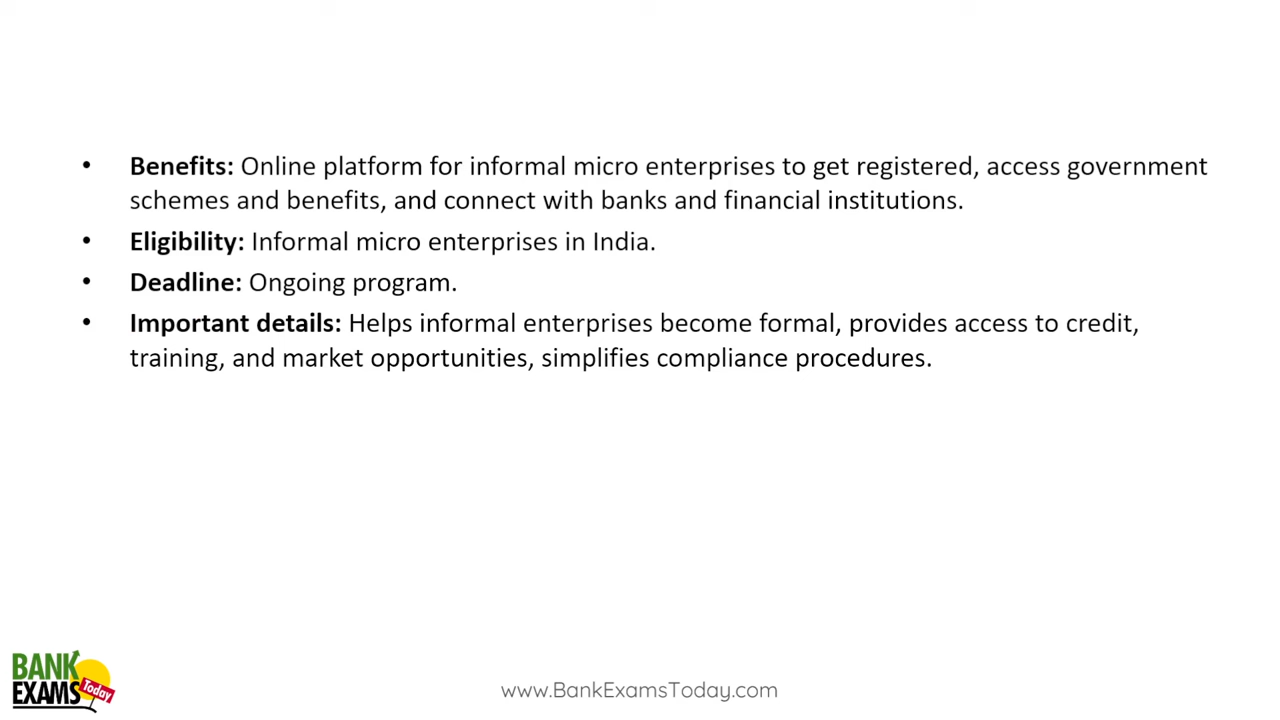 • Benefits: Online platform for informal micro enterprises to get registered, access government
schemes and benefits, and connect with banks and financial institutions.
• Eligibility: Informal micro enterprises in India.
• Deadline: Ongoing program.
• Important details: Helps informal enterprises become formal, provides access to credit,
training, and market opportunities, simplifies compliance procedures.
BANK
EXAMS Today
www.BankExamsToday.com